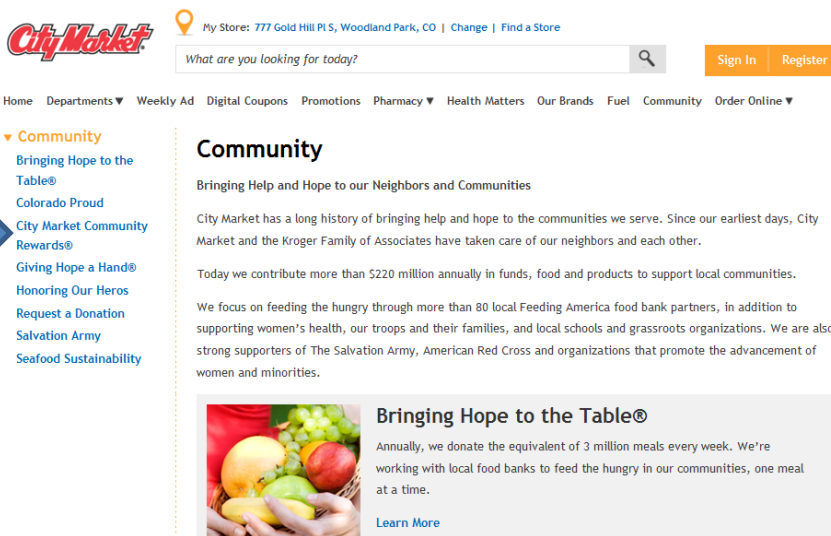 City Market.
My Store: 777 Gold Hill Pl S, Woodland Park, CO | Change | Find a Store
What are you looking for today?
Sign In Register
Home Departments▼ Weekly Ad Digital Coupons Promotions Pharmacy▼ Health Matters Our Brands Fuel Community Order Online▼
Community
Bringing Hope to the
Table®
Colorado Proud
City Market Community
Rewards®
Giving Hope a Hand®
Honoring Our Heros
Request a Donation
Salvation Army
Seafood Sustainability
Community
Bringing Help and Hope to our Neighbors and Communities
City Market has a long history of bringing help and hope to the communities we serve. Since our earliest days, City
Market and the Kroger Family of Associates have taken care of our neighbors and each other.
Today we contribute more than $220 million annually in funds, food and products to support local communities.
We focus on feeding the hungry through more than 80 local Feeding America food bank partners, in addition to
supporting women's health, our troops and their families, and local schools and grassroots organizations. We are also
strong supporters of The Salvation Army, American Red Cross and organizations that promote the advancement of
women and minorities.
Bringing Hope to the Table®
Annually, we donate the equivalent of 3 million meals every week. We're
working with local food banks to feed the hungry in our communities, one meal
at a time.
Learn More